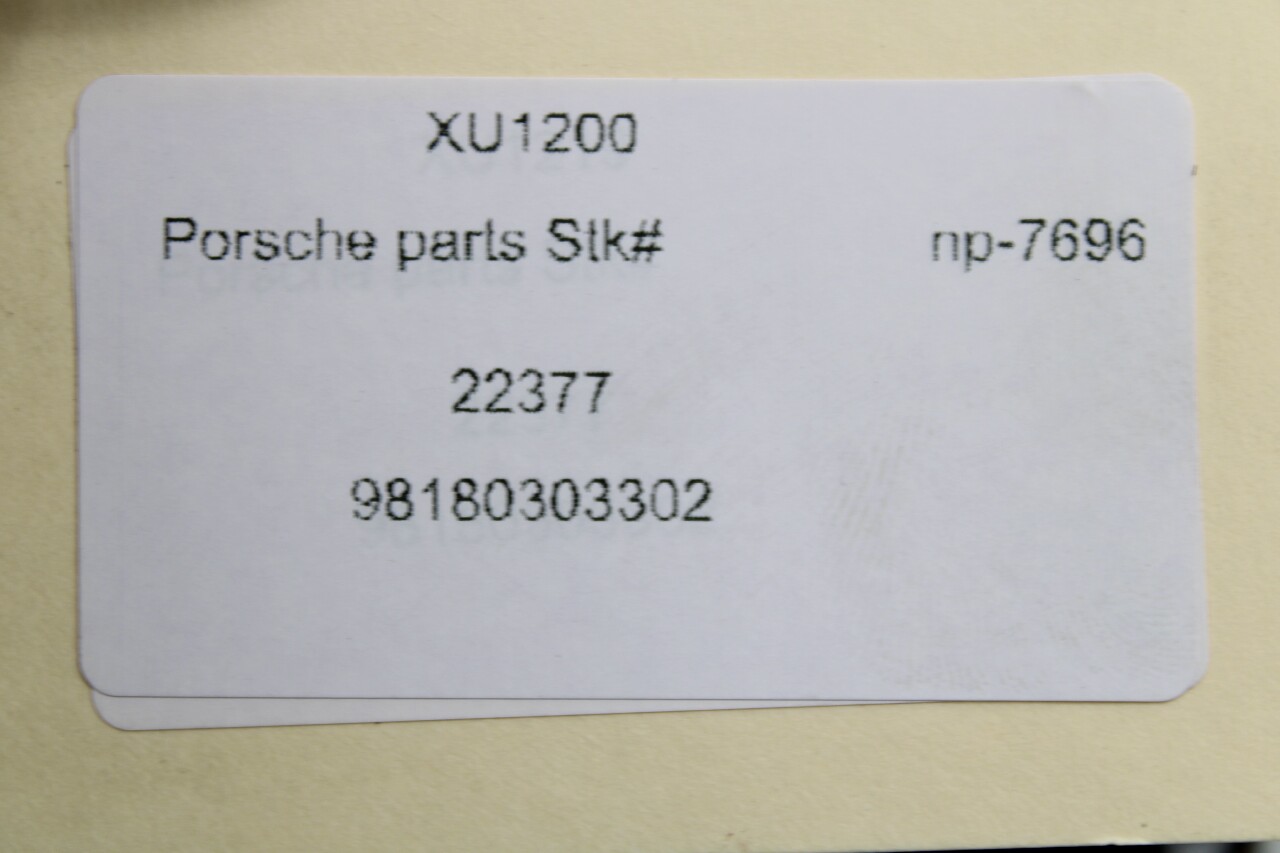 XU1200
Porsche parts Stk# np-7696
22377
98180303302